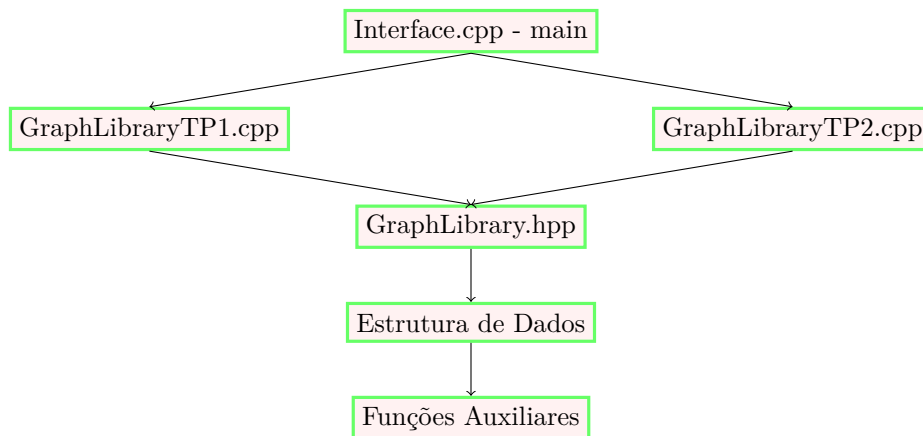 Interface.cpp - main
GraphLibraryTP1.cpp
GraphLibraryTP2.cpp
GraphLibrary.hpp
Estrutura de Dados
Funções Auxiliares